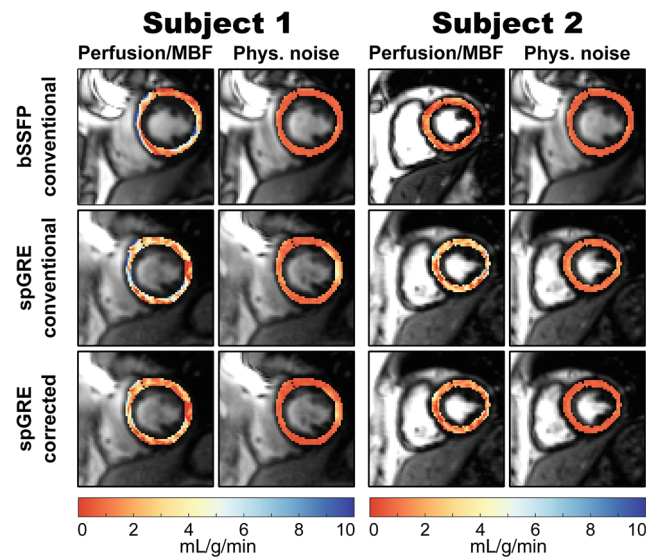 Subject 1 Subject 2
Perfusion/MBF Phys. noise Perfusion/MBF Phys. noise
bSSFP
conventional
spGRE
conventional
spGRE
corrected
0 2 4 6 8 10 0 2 4 6 8 10
mL/g/min mL/g/min